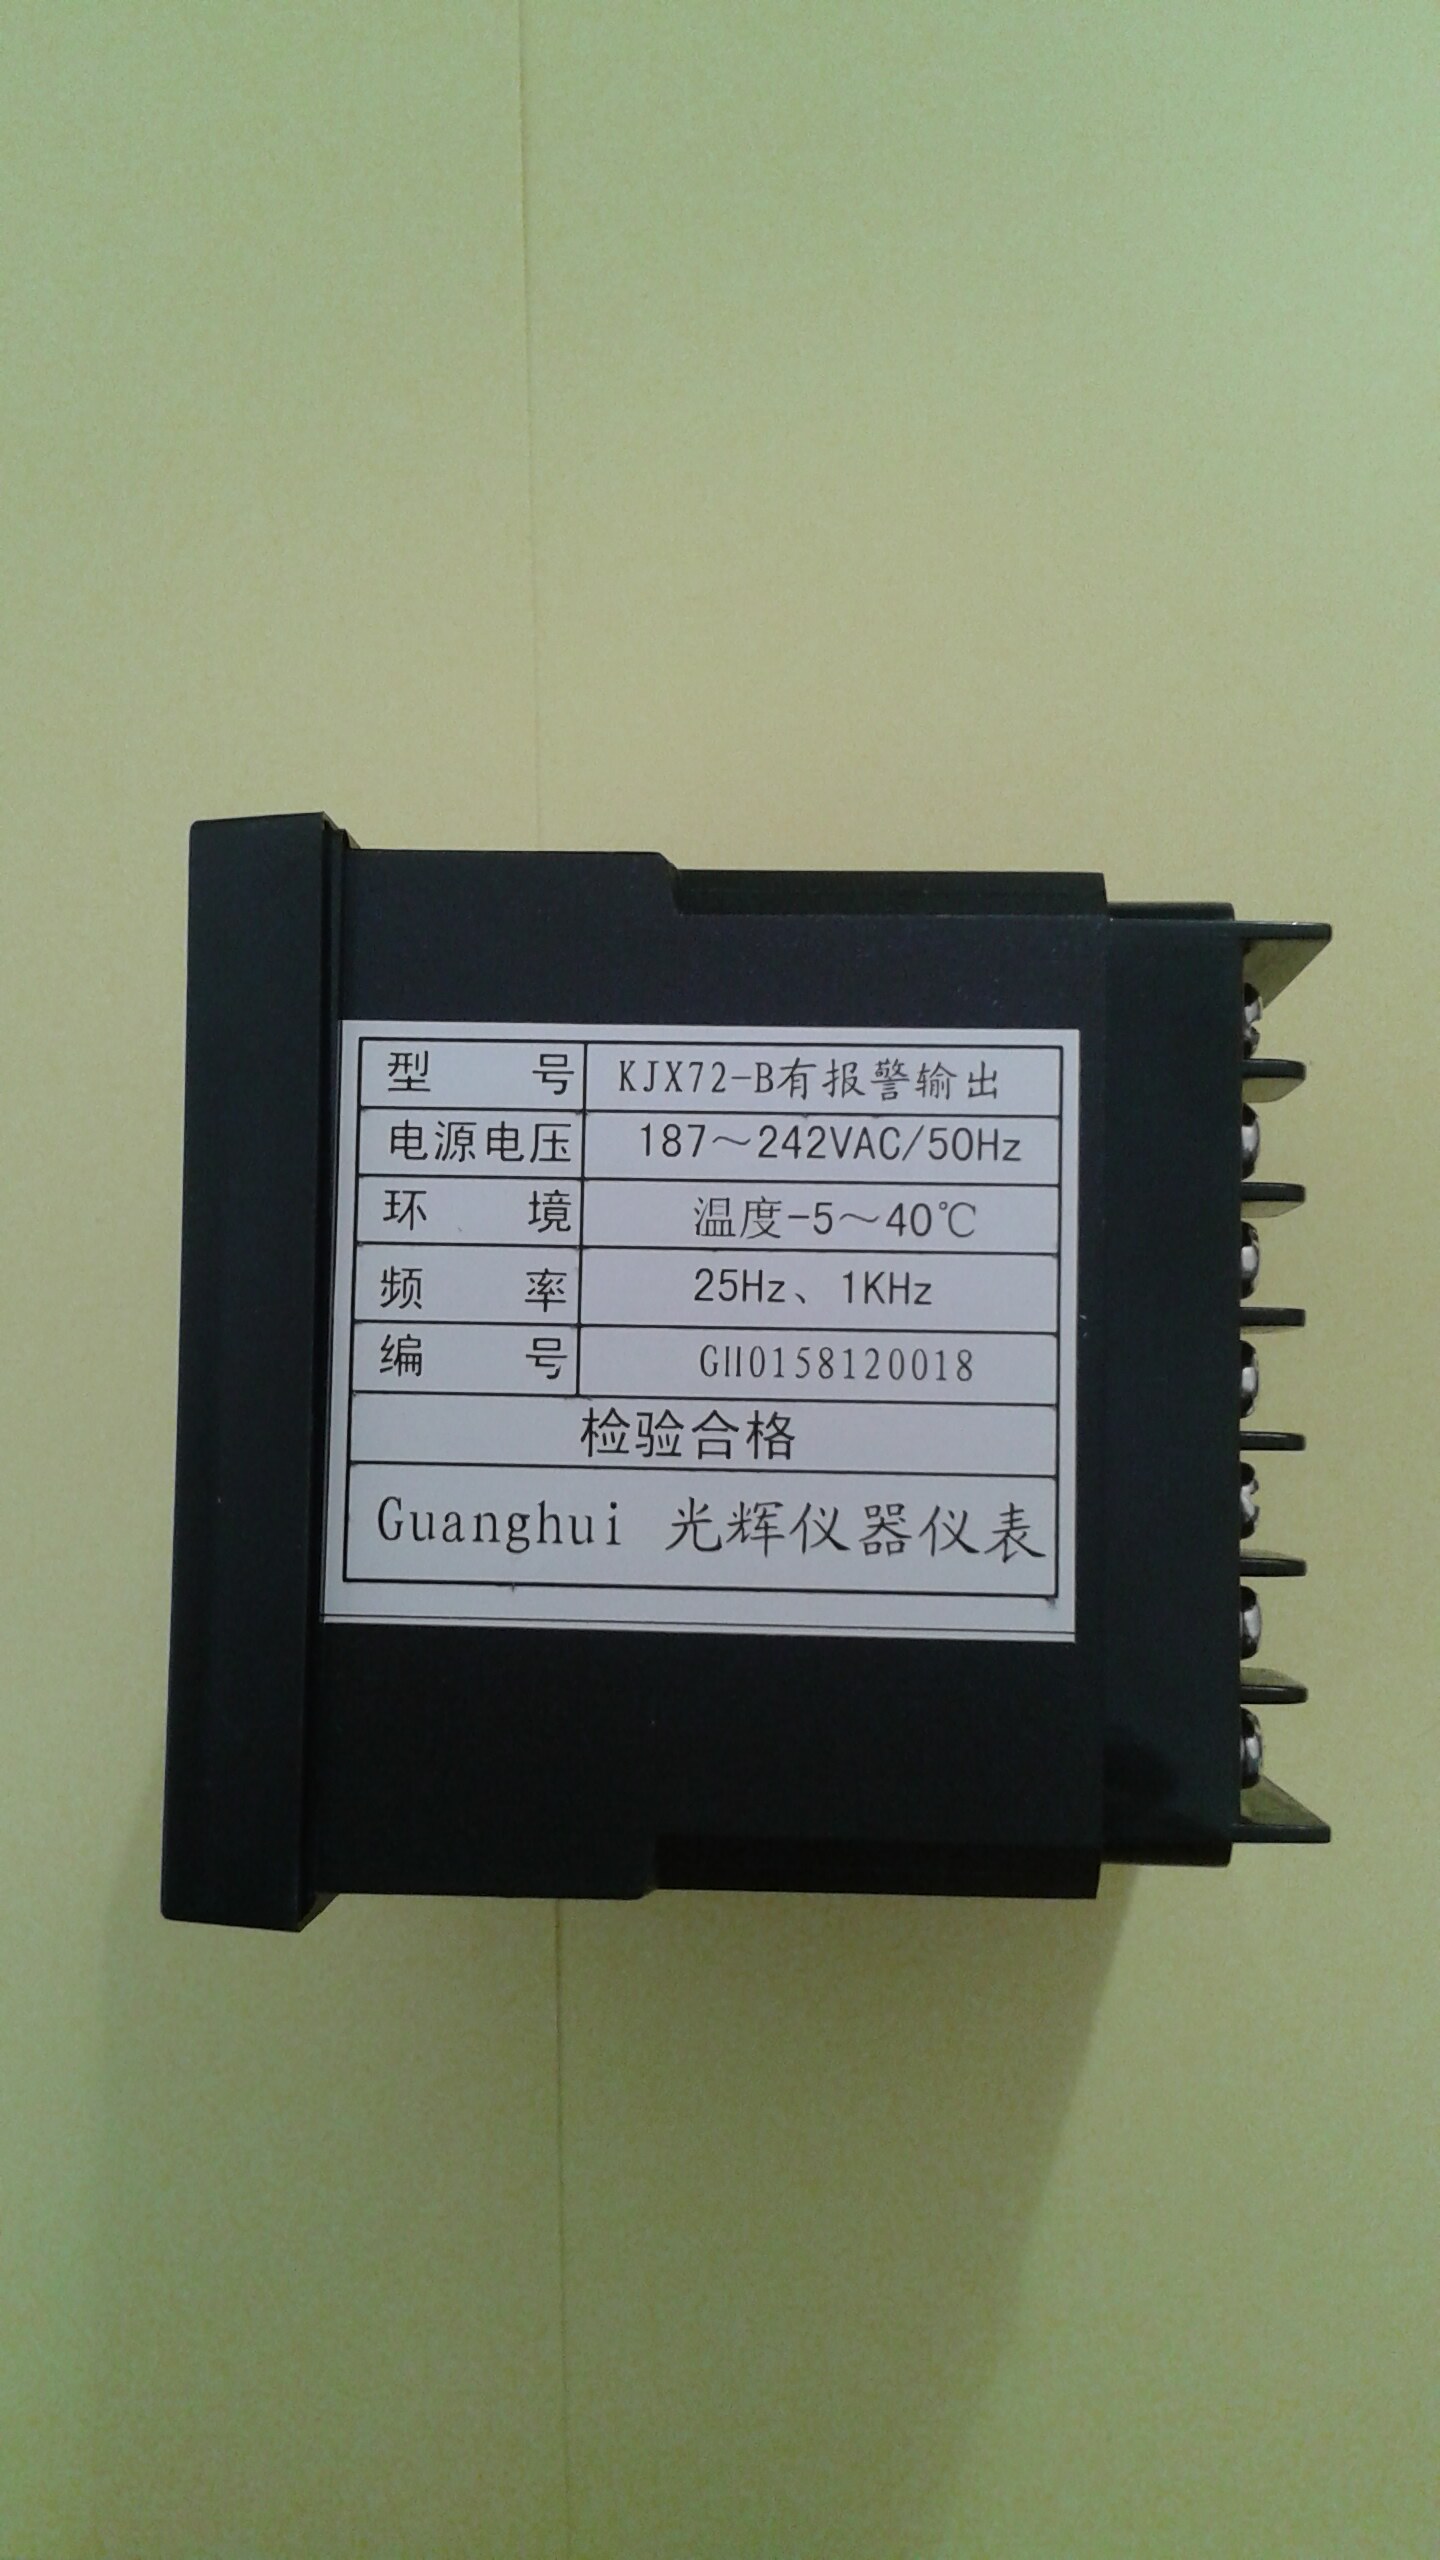 型 号 KJX72-B有报警输出
电源电压 187～242VAC/50Hz
环 境 温度-5～40℃
频 率 25Hz、1KHz
编 号 GH0158120018
检验合格
Guanghui 光辉仪器仪表